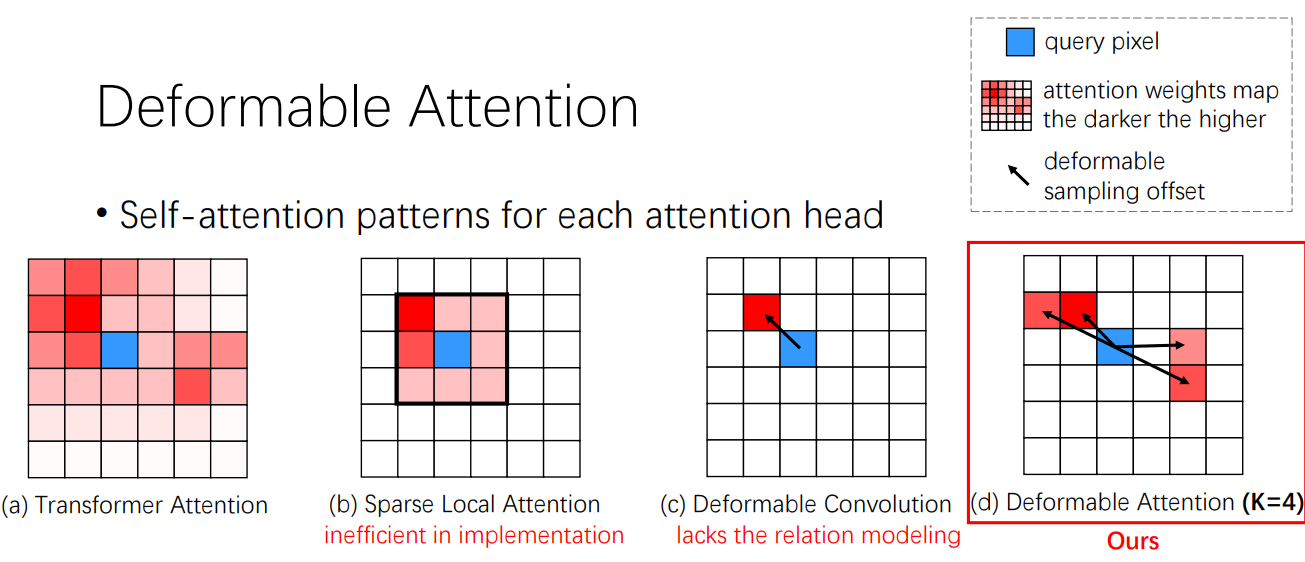 Deformable Attention
query pixel
attention weights map
the darker the higher
deformable
sampling offset
• Self-attention patterns for each attention head
(a) Transformer Attention
(b) Sparse Local Attention
inefficient in implementation
(c) Deformable Convolution
lacks the relation modeling
(d) Deformable Attention (K=4)
Ours